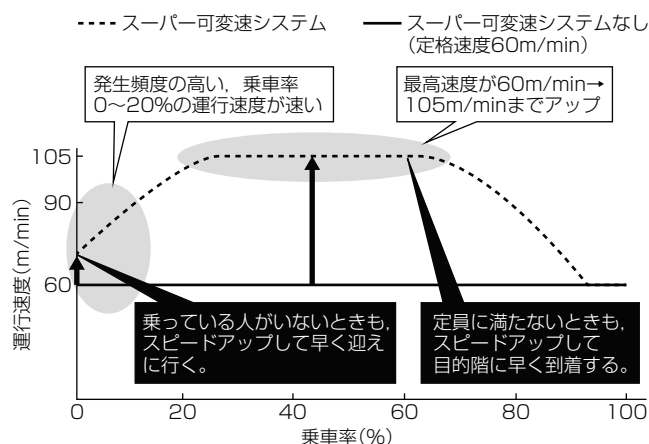 スーパー可変速システム
スーパー可変速システムなし
(定格速度60m/min)
発生頻度の高い，乗車率
0〜20%の運行速度が速い
最高速度が60m/min→
105m/minまでアップ
運行速度(m/min)
105
90
60
乗っている人がいないときも,
スピードアップして早く迎え
に行く。
定員に満たないときも,
スピードアップして
目的階に早く到着する。
0
20
40
60
80
100
乗車率(%)